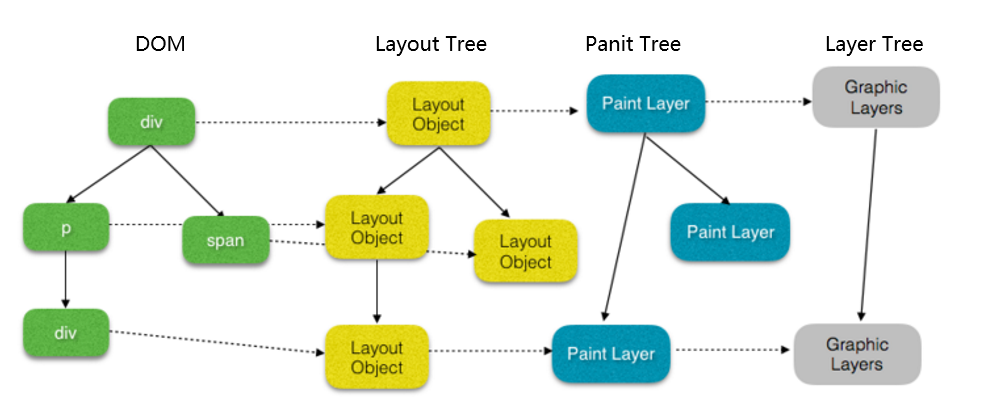 DOM
Layout Tree
Panit Tree
Layer Tree
div
Layout
Object
Paint Layer
Graphic
Layers
p
span
Layout
Object
Layout
Object
Paint Layer
div
Layout
Object
Paint Layer
Graphic
Layers